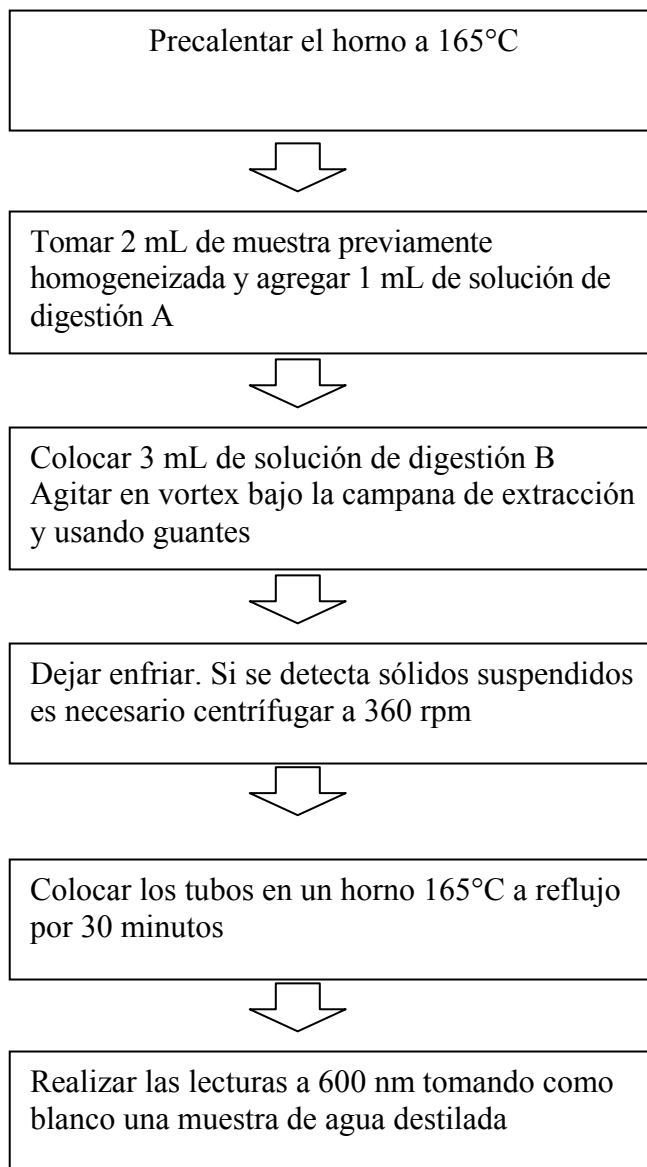 Precalentar el horno a 165°C
Tomar 2 mL de muestra previamente
homogeneizada y agregar 1 mL de solución de
digestión A
Colocar 3 mL de solución de digestión B
Agitar en vortex bajo la campana de extracción
y usando guantes
Dejar enfriar. Si se detecta sólidos suspendidos
es necesario centrífugar a 360 rpm
Colocar los tubos en un horno 165°C a reflujo
por 30 minutos
Realizar las lecturas a 600 nm tomando como
blanco una muestra de agua destilada